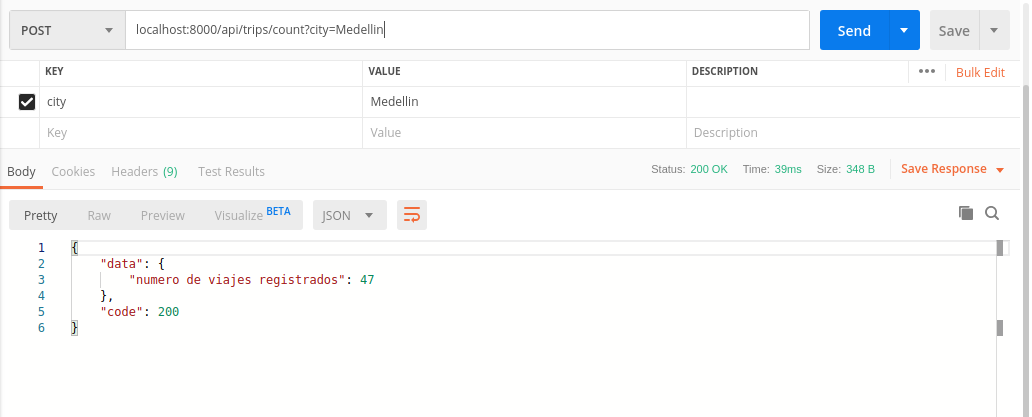 POST localhost:8000/api/trips/count?city=Medellin Send Save
KEY VALUE DESCRIPTION ••• Bulk Edit
city Medellin
Key Value Description
Body Cookies Headers (9) Test Results Status: 200 OK Time: 39ms Size: 348 B Save Response
Pretty Raw Preview Visualize BETA JSON
1 {
2 "data": {
3 "numero de viajes registrados": 47
4 },
5 "code": 200
6 }